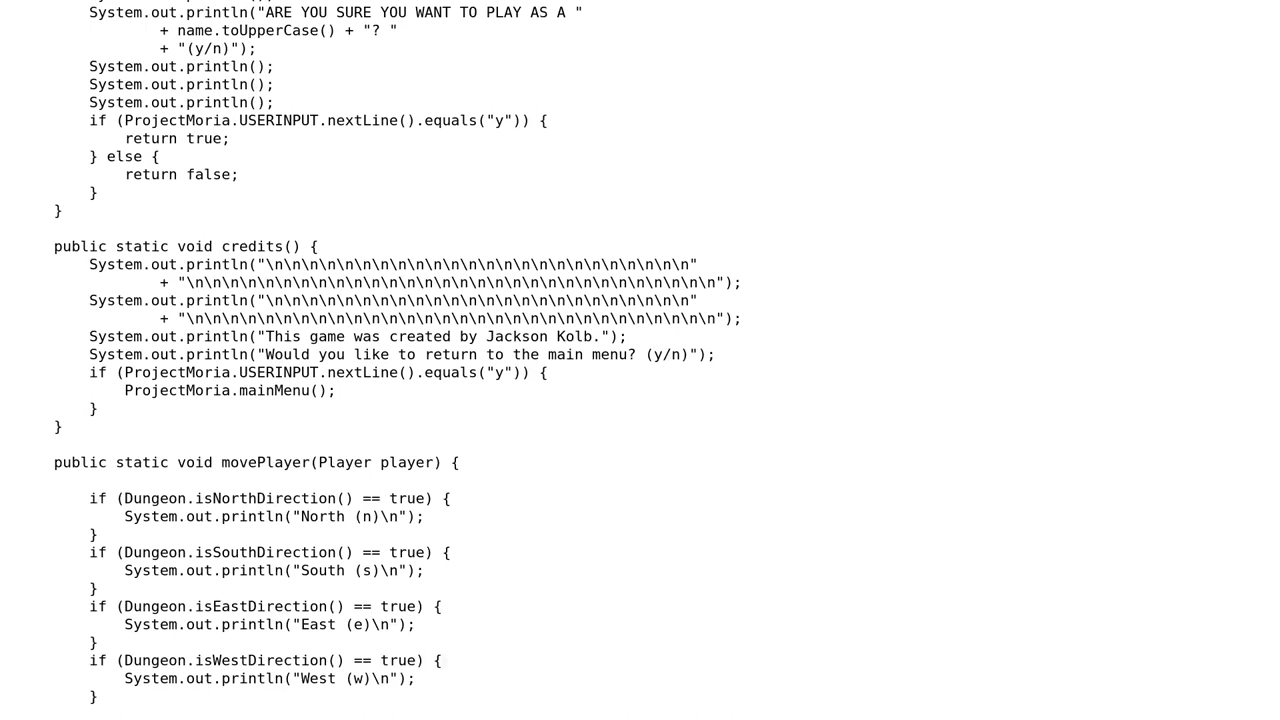 System.out.println("ARE YOU SURE YOU WANT TO PLAY AS A "
                + name.toUpperCase() + "? "
                + "(y/n)");
        System.out.println();
        System.out.println();
        System.out.println();
        if (ProjectMoria.USERINPUT.nextLine().equals("y")) {
            return true;
        } else {
            return false;
        }
    }

    public static void credits() {
        System.out.println("\n\n\n\n\n\n\n\n\n\n\n\n\n\n\n\n\n\n\n\n\n\n\n\n"
                + "\n\n\n\n\n\n\n\n\n\n\n\n\n\n\n\n\n\n\n\n\n\n\n\n\n\n\n\n\n\n");
        System.out.println("\n\n\n\n\n\n\n\n\n\n\n\n\n\n\n\n\n\n\n\n\n\n\n\n"
                + "\n\n\n\n\n\n\n\n\n\n\n\n\n\n\n\n\n\n\n\n\n\n\n\n\n\n\n\n\n\n");
        System.out.println("This game was created by Jackson Kolb.");
        System.out.println("Would you like to return to the main menu? (y/n)");
        if (ProjectMoria.USERINPUT.nextLine().equals("y")) {
            ProjectMoria.mainMenu();
        }
    }

    public static void movePlayer(Player player) {

        if (Dungeon.isNorthDirection() == true) {
            System.out.println("North (n)\n");
        }
        if (Dungeon.isSouthDirection() == true) {
            System.out.println("South (s)\n");
        }
        if (Dungeon.isEastDirection() == true) {
            System.out.println("East (e)\n");
        }
        if (Dungeon.isWestDirection() == true) {
            System.out.println("West (w)\n");
        }